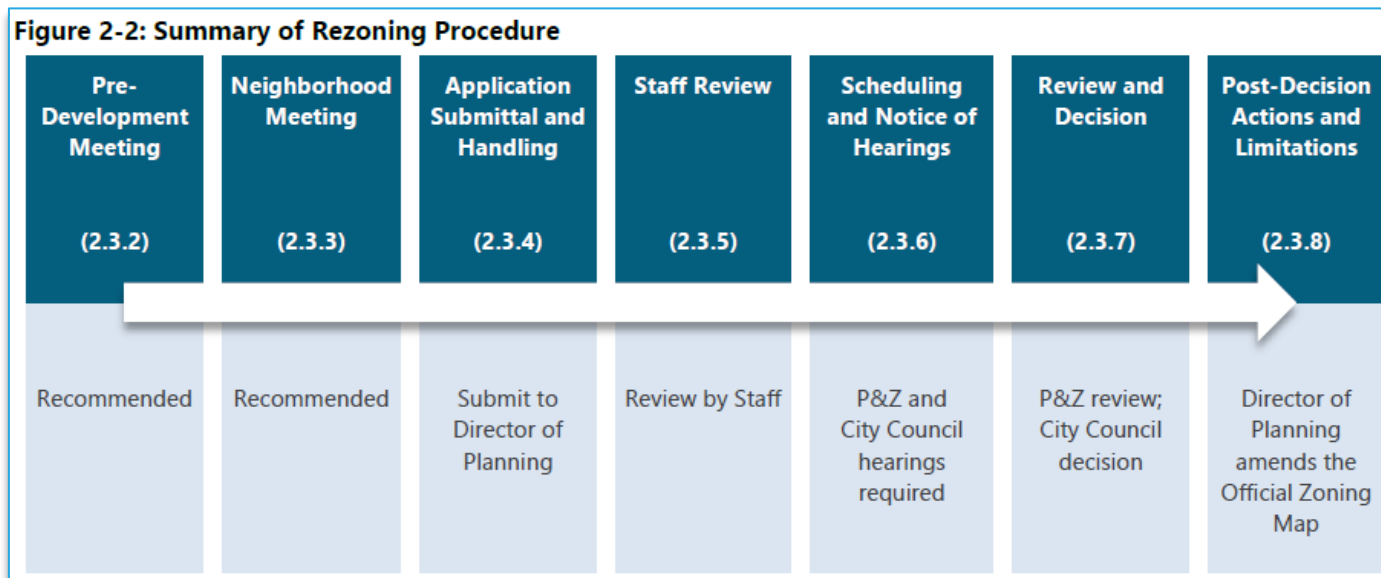 Figure 2-2: Summary of Rezoning Procedure
Pre-
Development
Meeting
(2.3.2)
Recommended
Neighborhood
Meeting
(2.3.3)
Recommended
Application
Submittal and
Handling
(2.3.4)
Submit to
Director of
Planning
Staff Review
(2.3.5)
Review by Staff
Scheduling
and Notice of
Hearings
(2.3.6)
P&Z and
City Council
hearings
required
Review and
Decision
(2.3.7)
P&Z review;
City Council
decision
Post-Decision
Actions and
Limitations
(2.3.8)
Director of
Planning
amends the
Official Zoning
Map